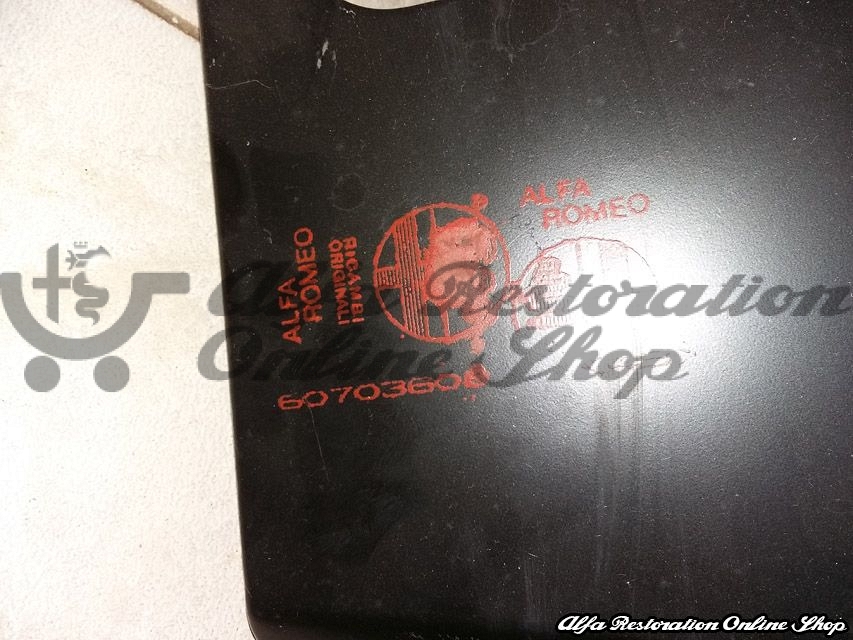 ALFA
ROMEO
RICAMBI
ORIGINALI
ALFA
ROMEO
Alfa Restoration
Online Shop
Alfa Restoration Online Shop